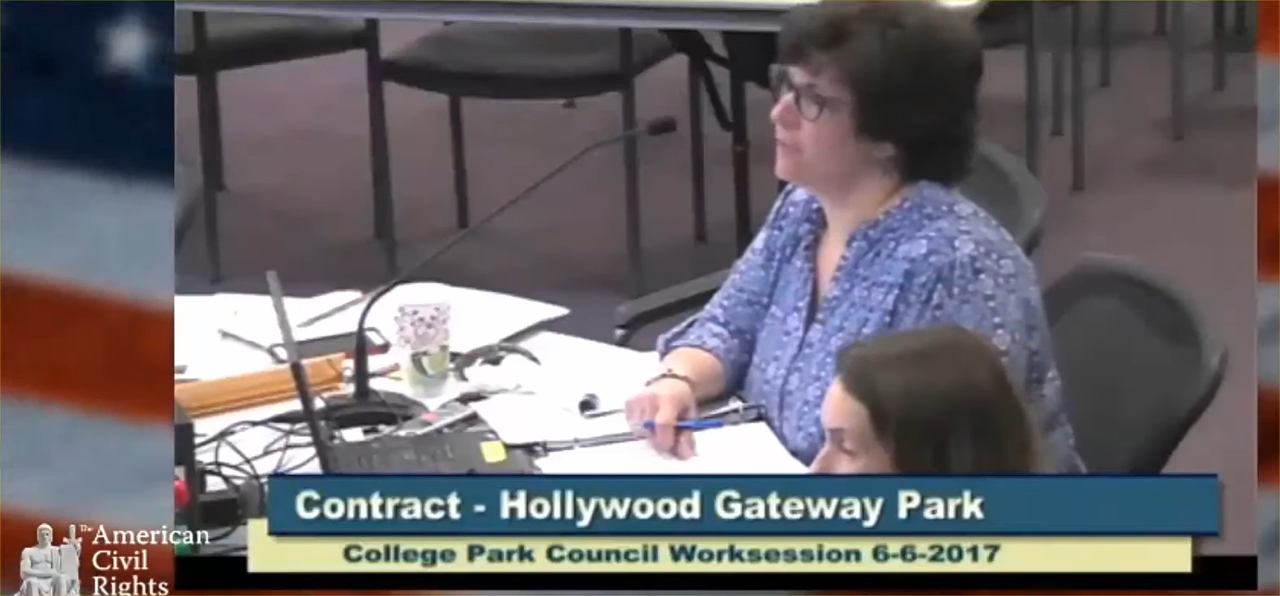 Contract - Hollywood Gateway Park
College Park Council Worksession 6-6-2017
The American
Civil
Rights